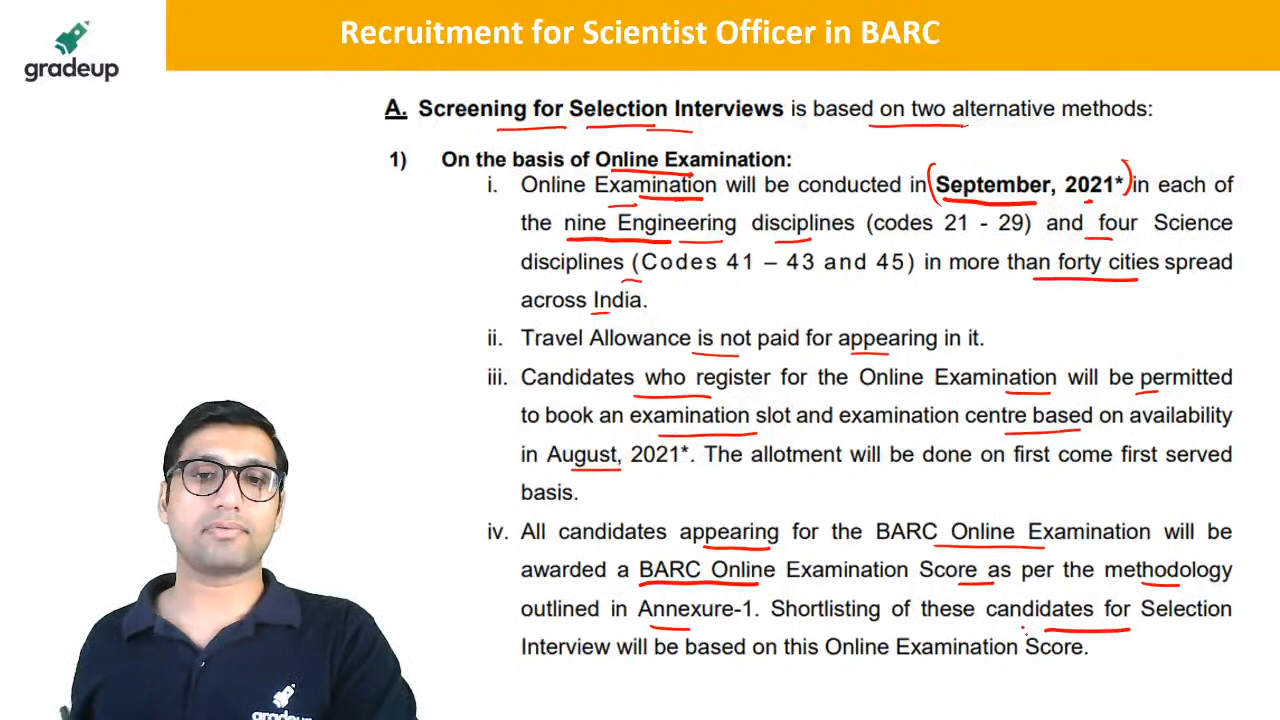 Recruitment for Scientist Officer in BARC
gradeup
A. Screening for Selection Interviews is based on two alternative methods:
1) On the basis of Online Examination:
i. Online Examination will be conducted in September, 2021* in each of
the nine Engineering disciplines (codes 21 - 29) and four Science
disciplines (Codes 41 – 43 and 45) in more than forty cities spread
across India.
ii. Travel Allowance is not paid for appearing in it.
iii. Candidates who register for the Online Examination will be permitted
to book an examination slot and examination centre based on availability
in August, 2021*. The allotment will be done on first come first served
basis.
iv. All candidates appearing for the BARC Online Examination will be
awarded a BARC Online Examination Score as per the methodology
outlined in Annexure-1. Shortlisting of these candidates for Selection
Interview will be based on this Online Examination Score.
gradeup